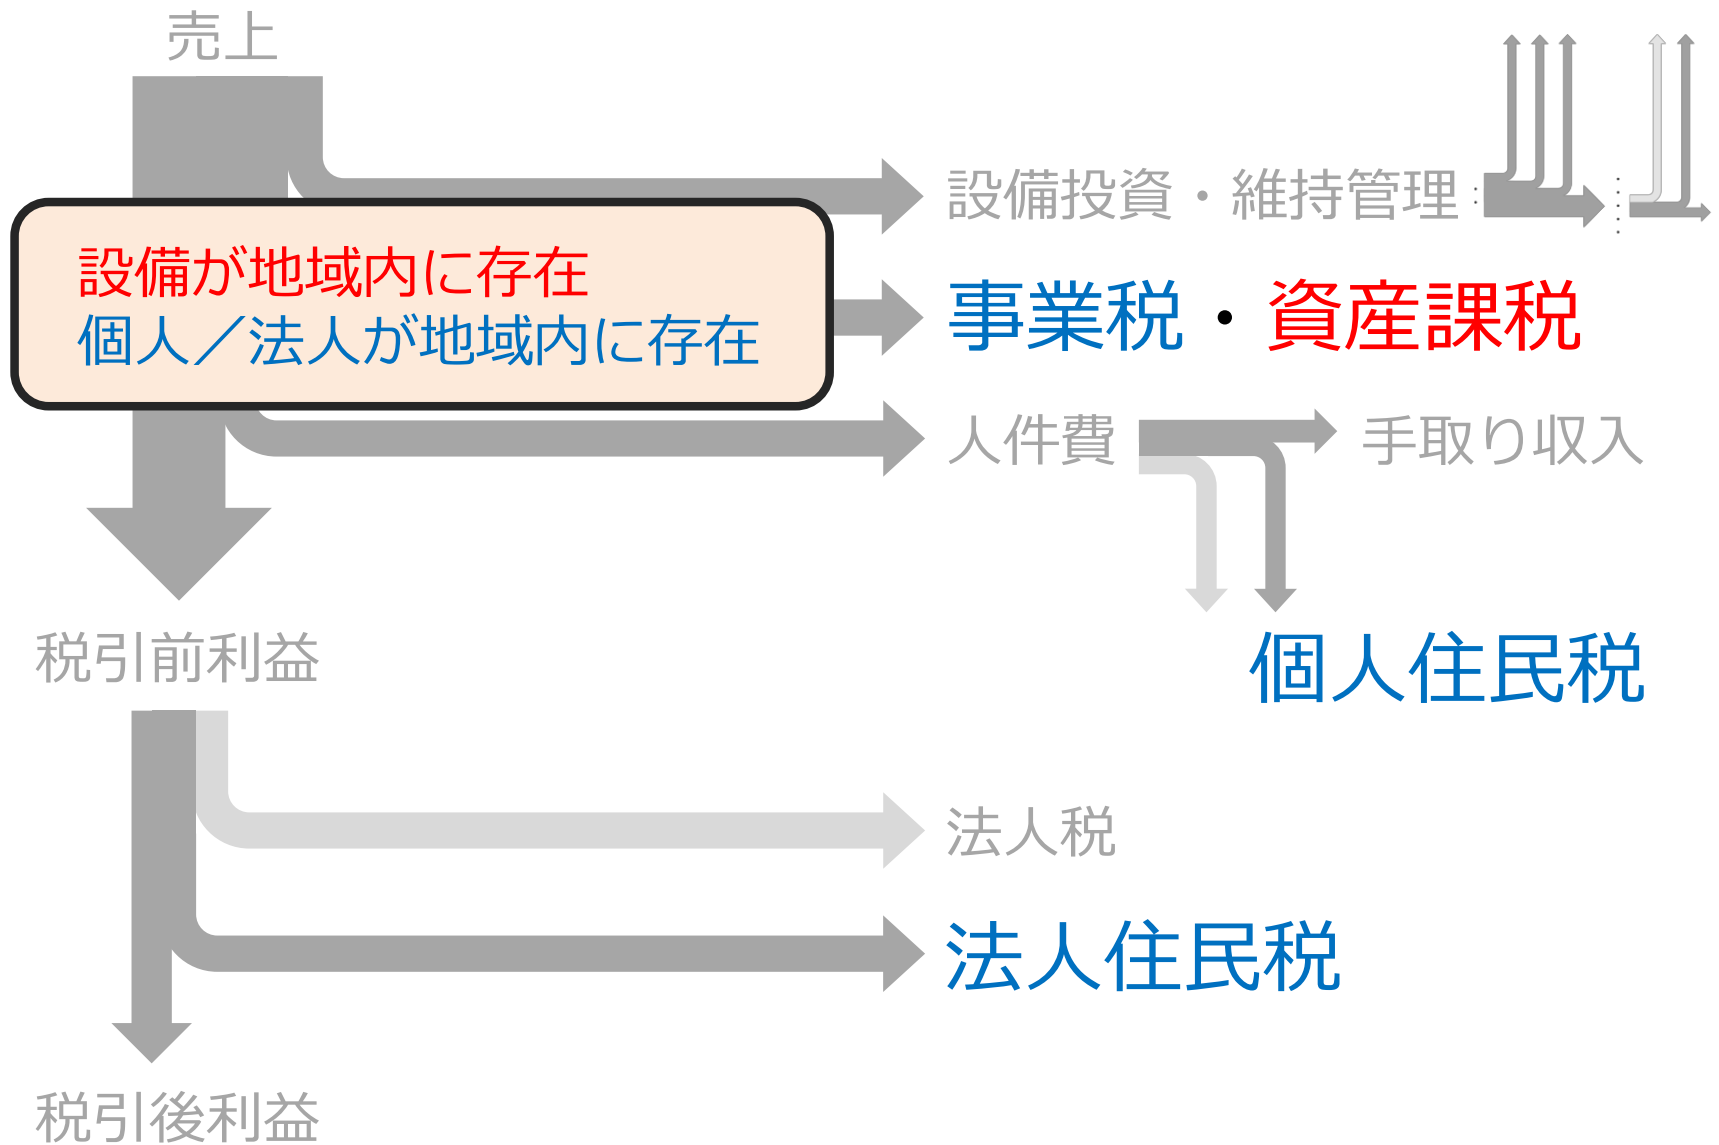 売上
設備投資・維持管理
設備が地域内に存在
個人／法人が地域内に存在
事業税・資産課税
人件費
手取り収入
税引前利益
個人住民税
法人税
法人住民税
税引後利益